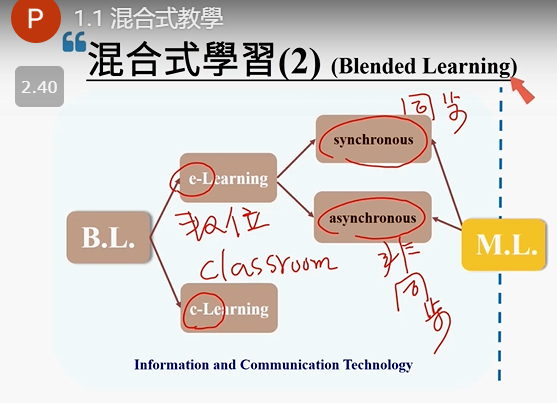 P 1.1 混合式教學
混合式學習(2) (Blended Learning)
2.40
同步
synchronous
e-Learning
asynchronous
數位
B.L.
M.L.
classroom
非
同
步
c-Learning
Information and Communication Technology